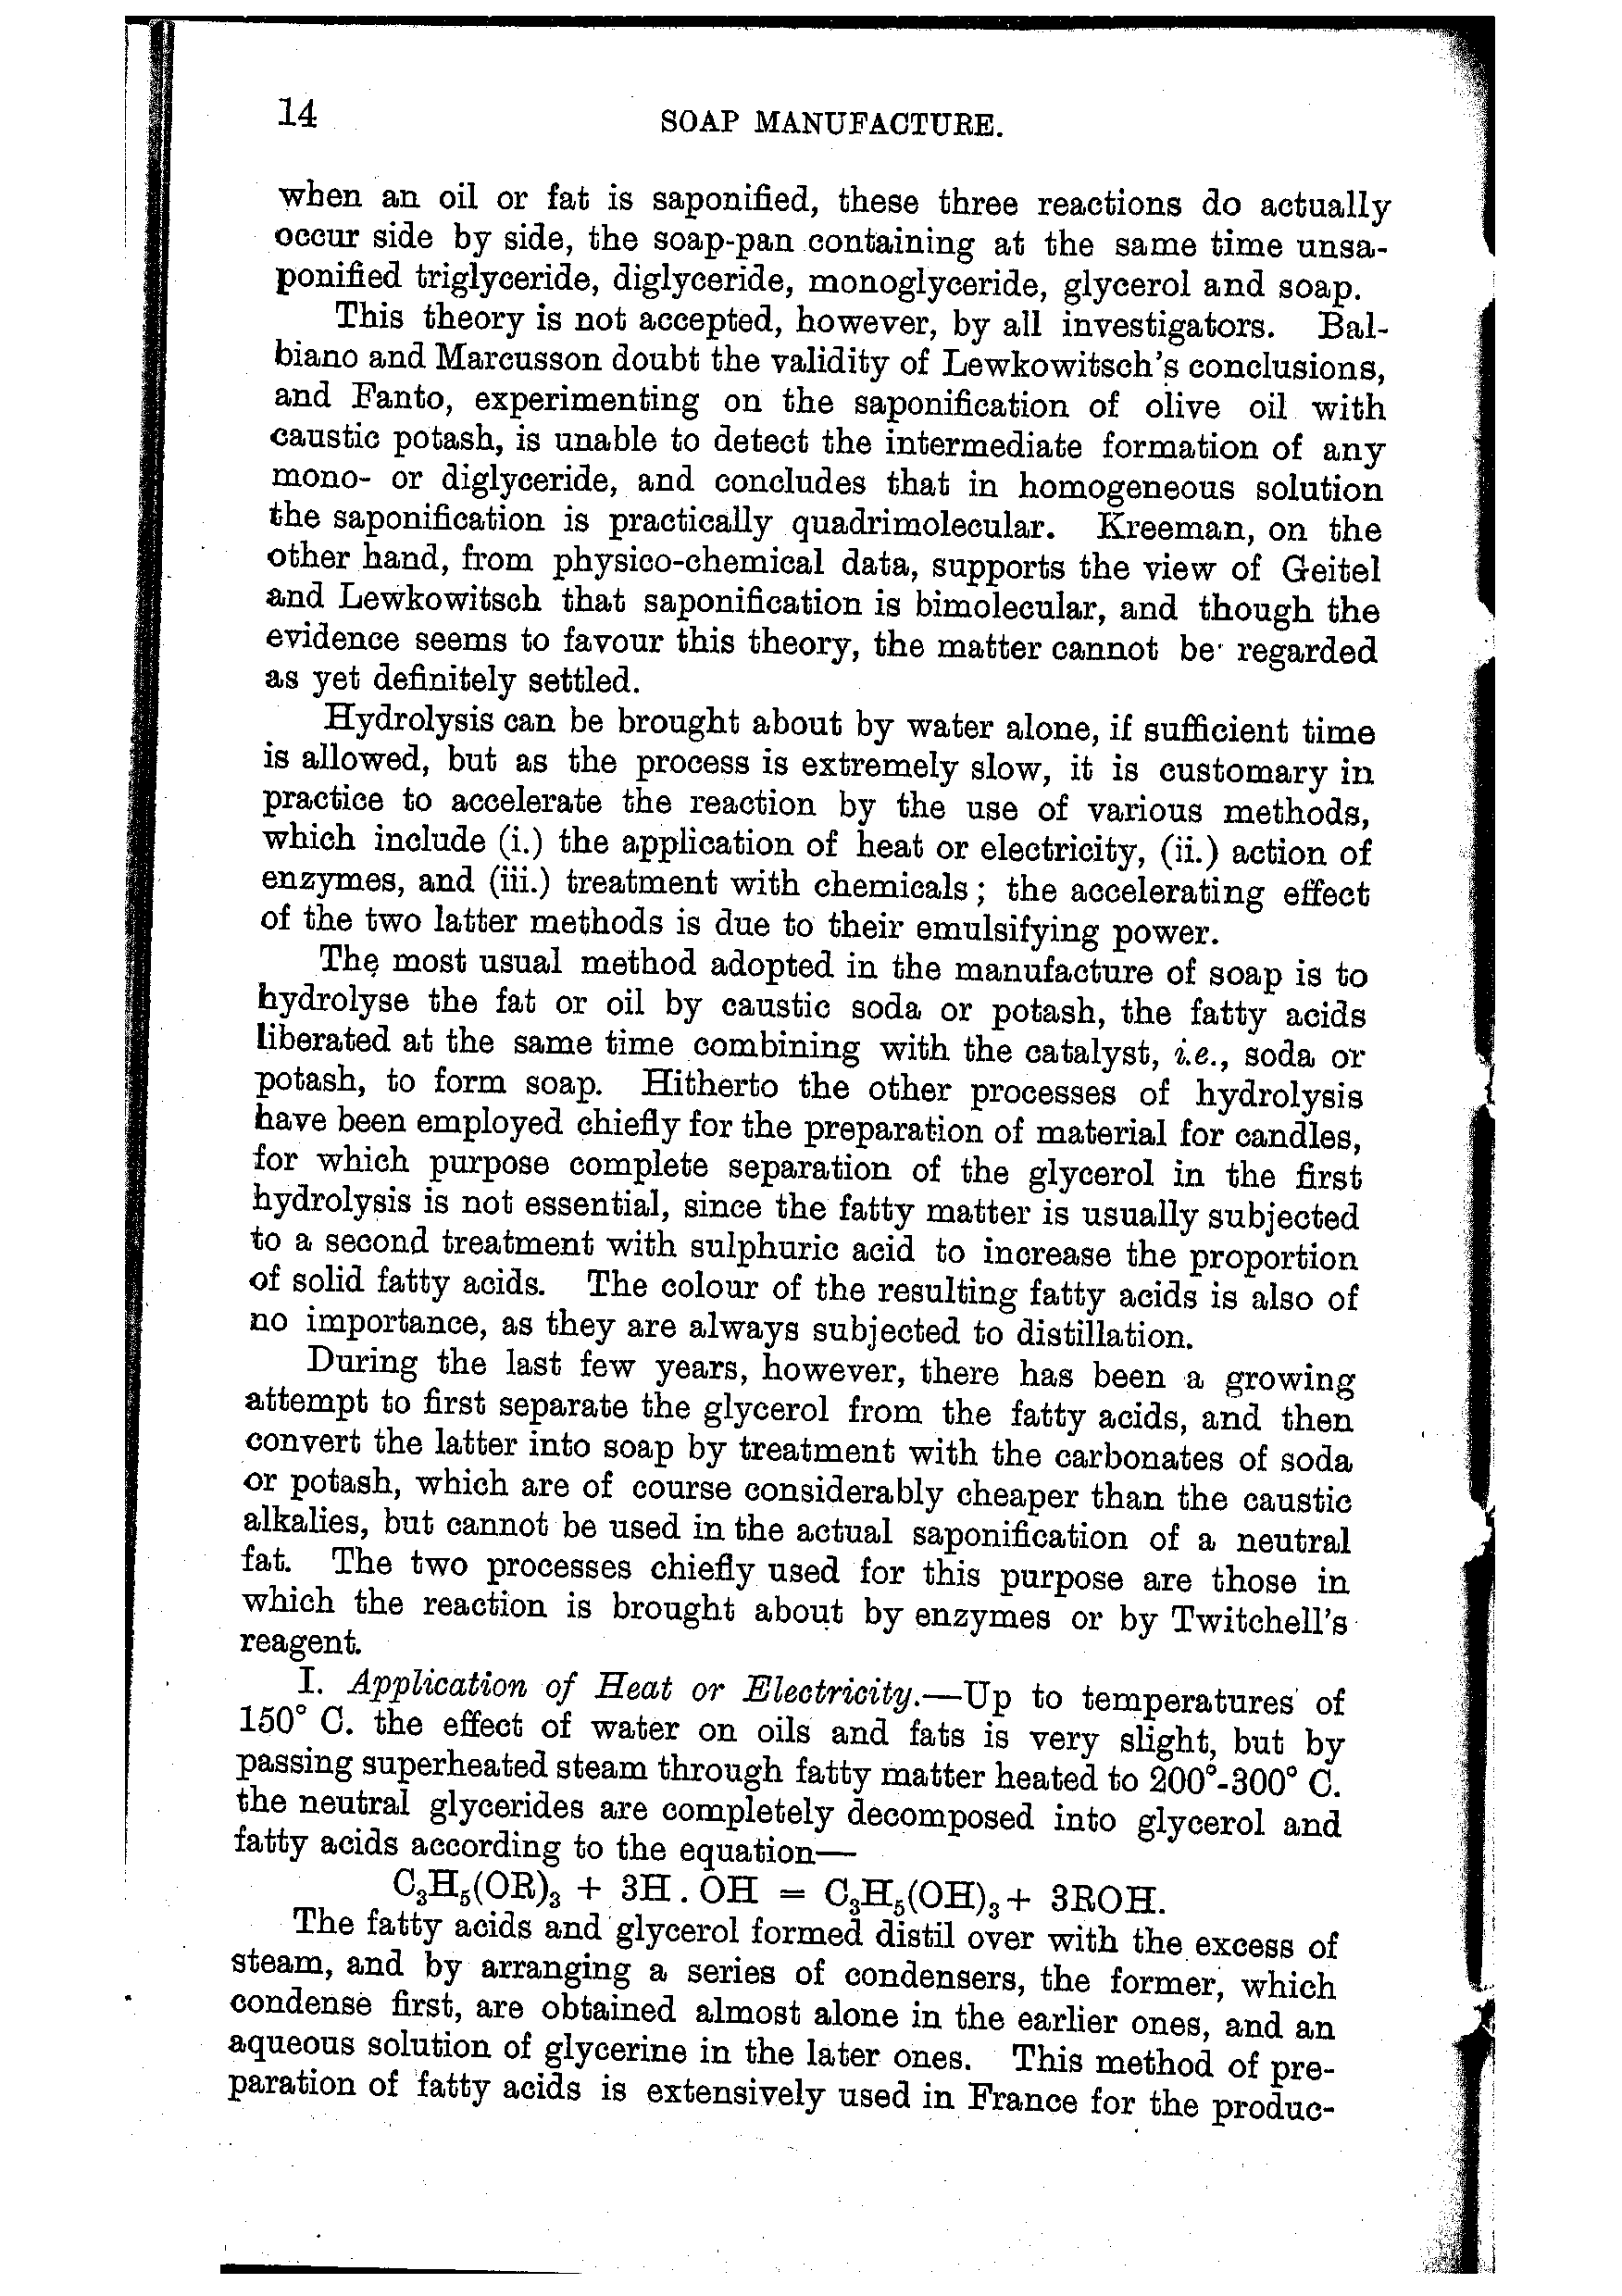 14
SOAP MANUFACTURE.
when an oil or fat is saponified, these three reactions do actually
occur side by side, the soap-pan containing at the same time unsa-
ponified triglyceride, diglyceride, monoglyceride, glycerol and soap.
This theory is not accepted, however, by all investigators. Bal-
biano and Marcusson doubt the validity of Lewkowitsch's conclusions,
and Fanto, experimenting on the saponification of olive oil with
caustic potash, is unable to detect the intermediate formation of any
mono- or diglyceride, and concludes that in homogeneous solution
the saponification is practically quadrimolecular. Kreeman, on the
other hand, from physico-chemical data, supports the view of Geitel
and Lewkowitsch that saponification is bimolecular, and though the
evidence seems to favour this theory, the matter cannot be regarded
as yet definitely settled.
Hydrolysis can be brought about by water alone, if sufficient time
is allowed, but as the process is extremely slow, it is customary in
practice to accelerate the reaction by the use of various methods,
which include (i.) the application of heat or electricity, (ii.) action of
enzymes, and (iii.) treatment with chemicals; the accelerating effect
of the two latter methods is due to their emulsifying power.
The most usual method adopted in the manufacture of soap is to
hydrolyse the fat or oil by caustic soda or potash, the fatty acids
liberated at the same time combining with the catalyst, i.e., soda or
potash, to form soap. Hitherto the other processes of hydrolysis
have been employed chiefly for the preparation of material for candles,
for which purpose complete separation of the glycerol in the first
hydrolysis is not essential, since the fatty matter is usually subjected
to a second treatment with sulphuric acid to increase the proportion
of solid fatty acids. The colour of the resulting fatty acids is also of
no importance, as they are always subjected to distillation.
During the last few years, however, there has been a growing
attempt to first separate the glycerol from the fatty acids, and then
convert the latter into soap by treatment with the carbonates of soda
or potash, which are of course considerably cheaper than the caustic
alkalies, but cannot be used in the actual saponification of a neutral
fat. The two processes chiefly used for this purpose are those in
which the reaction is brought about by enzymes or by Twitchell's
reagent.
I. Application of Heat or Electricity.—Up to temperatures of
150° C. the effect of water on oils and fats is very slight, but by
passing superheated steam through fatty matter heated to 200°-300° C.
the neutral glycerides are completely decomposed into glycerol and
fatty acids according to the equation—
C₃H₅(OR)₃ + 3H . OH = C₃H₅(OH)₃ + 3ROH.
The fatty acids and glycerol formed distil over with the excess of
steam, and by arranging a series of condensers, the former, which
condense first, are obtained almost alone in the earlier ones, and an
aqueous solution of glycerine in the later ones. This method of pre-
paration of fatty acids is extensively used in France for the produc-